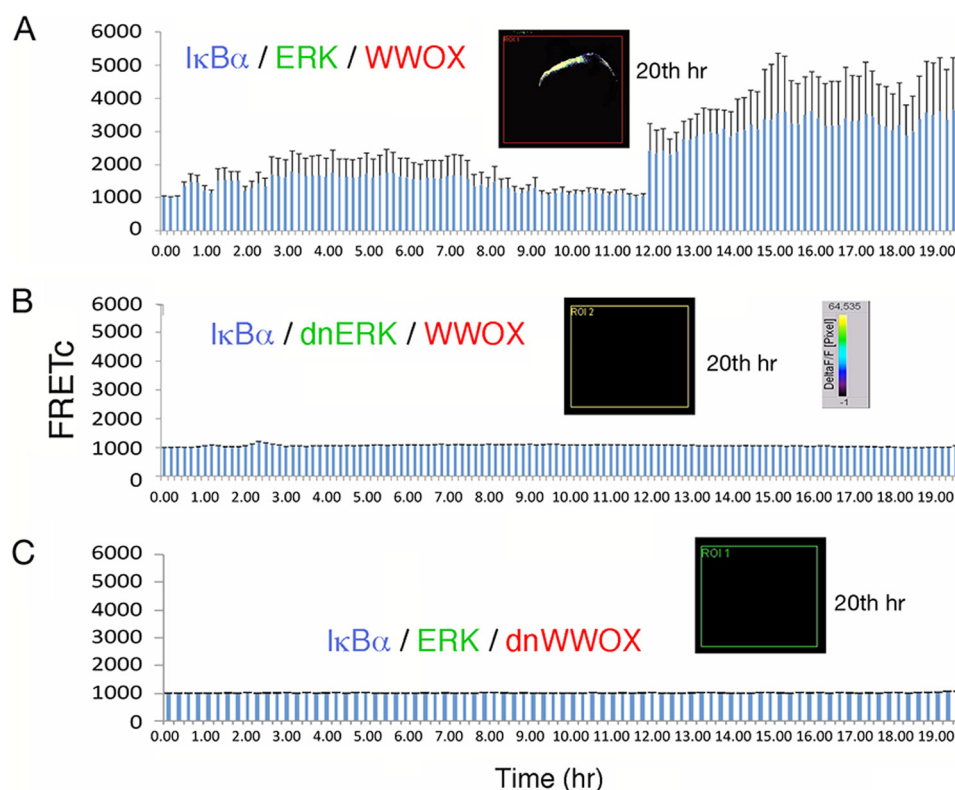 A
IκBα / ERK / WWOX
ROI 1
20th hr
6000
5000
4000
3000
2000
1000
0
0.00 1.00 2.00 3.00 4.00 5.00 6.00 7.00 8.00 9.00 10.00 11.00 12.00 13.00 14.00 15.00 16.00 17.00 18.00 19.00
B
IκBα / dnERK / WWOX
ROI 2
20th hr
64,535
DeltaF/F [Pixel]
-1
FRETc
6000
5000
4000
3000
2000
1000
0
0.00 1.00 2.00 3.00 4.00 5.00 6.00 7.00 8.00 9.00 10.00 11.00 12.00 13.00 14.00 15.00 16.00 17.00 18.00 19.00
C
IκBα / ERK / dnWWOX
ROI 1
20th hr
6000
5000
4000
3000
2000
1000
0
0.00 1.00 2.00 3.00 4.00 5.00 6.00 7.00 8.00 9.00 10.00 11.00 12.00 13.00 14.00 15.00 16.00 17.00 18.00 19.00
Time (hr)